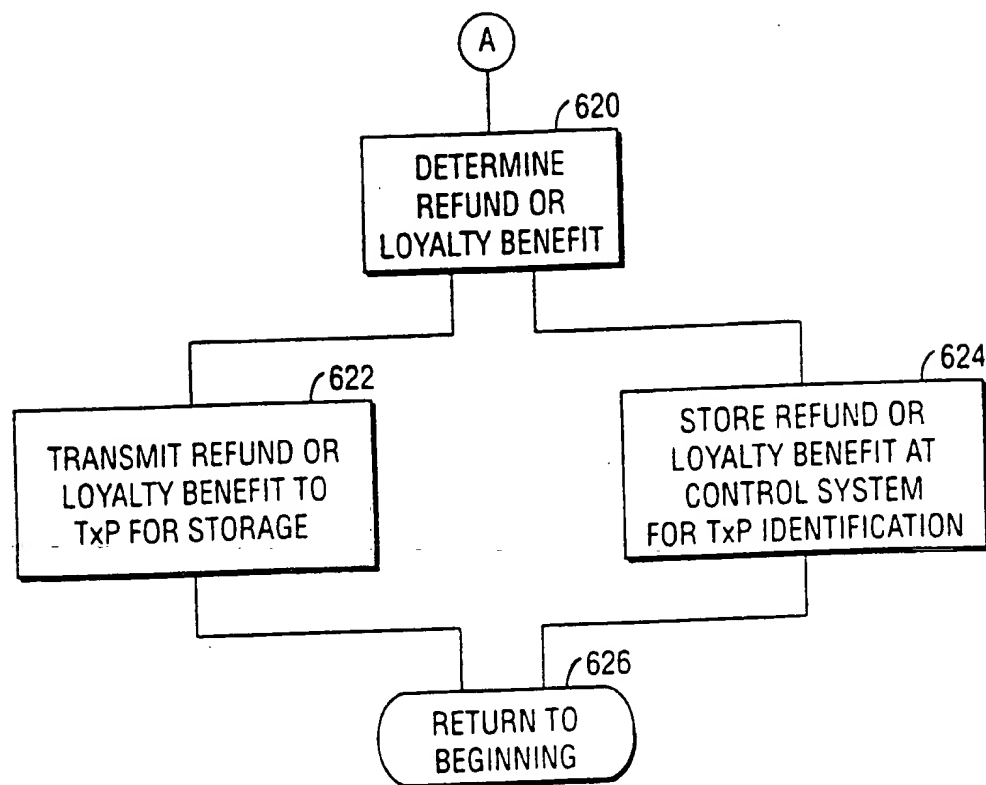 A
620
DETERMINE
REFUND OR
LOYALTY BENEFIT
622
TRANSMIT REFUND OR
LOYALTY BENEFIT TO
TxP FOR STORAGE
624
STORE REFUND OR
LOYALTY BENEFIT AT
CONTROL SYSTEM
FOR TxP IDENTIFICATION
626
RETURN TO
BEGINNING